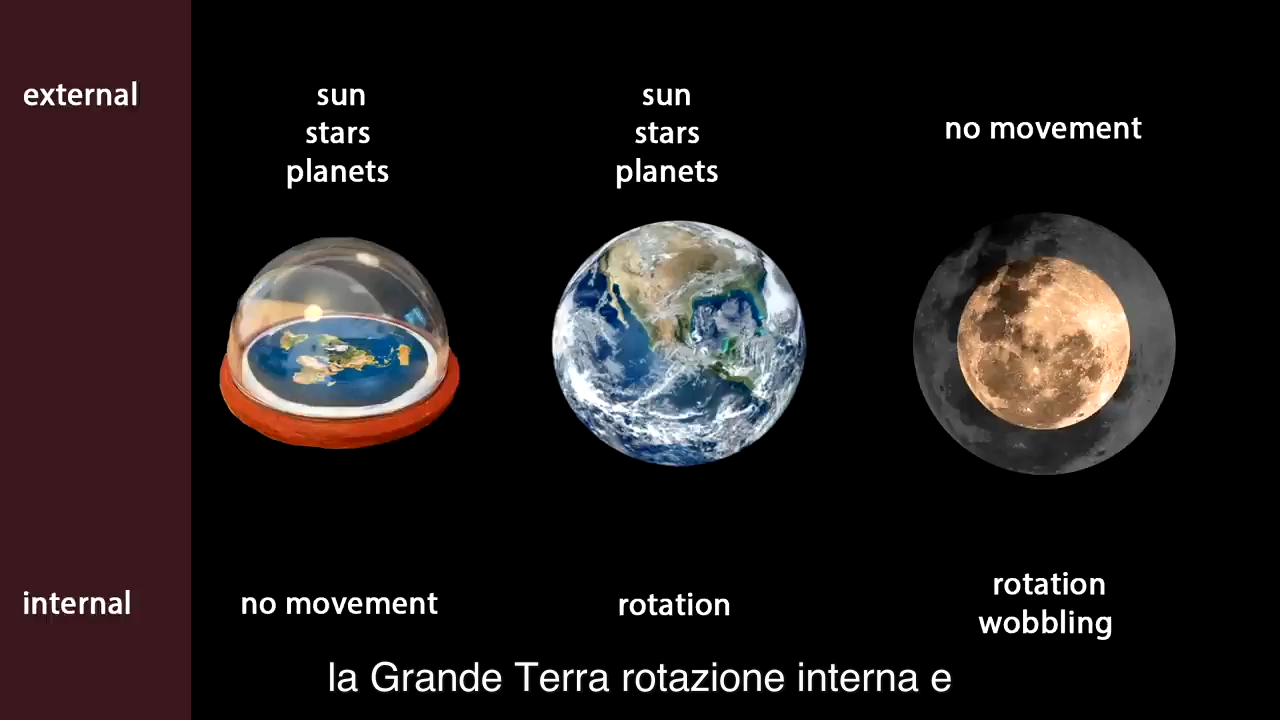 external
sun
stars
planets
sun
stars
planets
no movement
internal
no movement
rotation
rotation
wobbling
la Grande Terra rotazione interna e